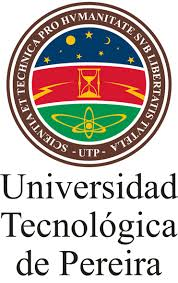 SCIENTIA ET TECHNICA PRO HVMANITATE SVB LIBERTATIS TVTELA
- UTP -
Universidad
Tecnológica
de Pereira